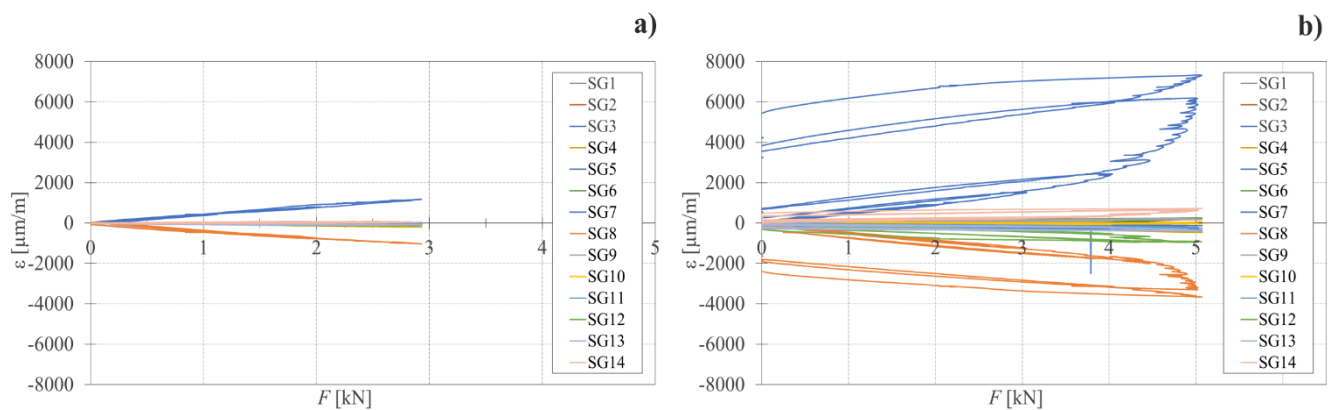 a)
8000
6000
4000
2000
0
-2000
-4000
-6000
-8000
ε [µm/m]
0 1 2 3 4 5
F [kN]
SG1
SG2
SG3
SG4
SG5
SG6
SG7
SG8
SG9
SG10
SG11
SG12
SG13
SG14
b)
8000
6000
4000
2000
0
-2000
-4000
-6000
-8000
ε [µm/m]
0 1 2 3 4 5
F [kN]
SG1
SG2
SG3
SG4
SG5
SG6
SG7
SG8
SG9
SG10
SG11
SG12
SG13
SG14